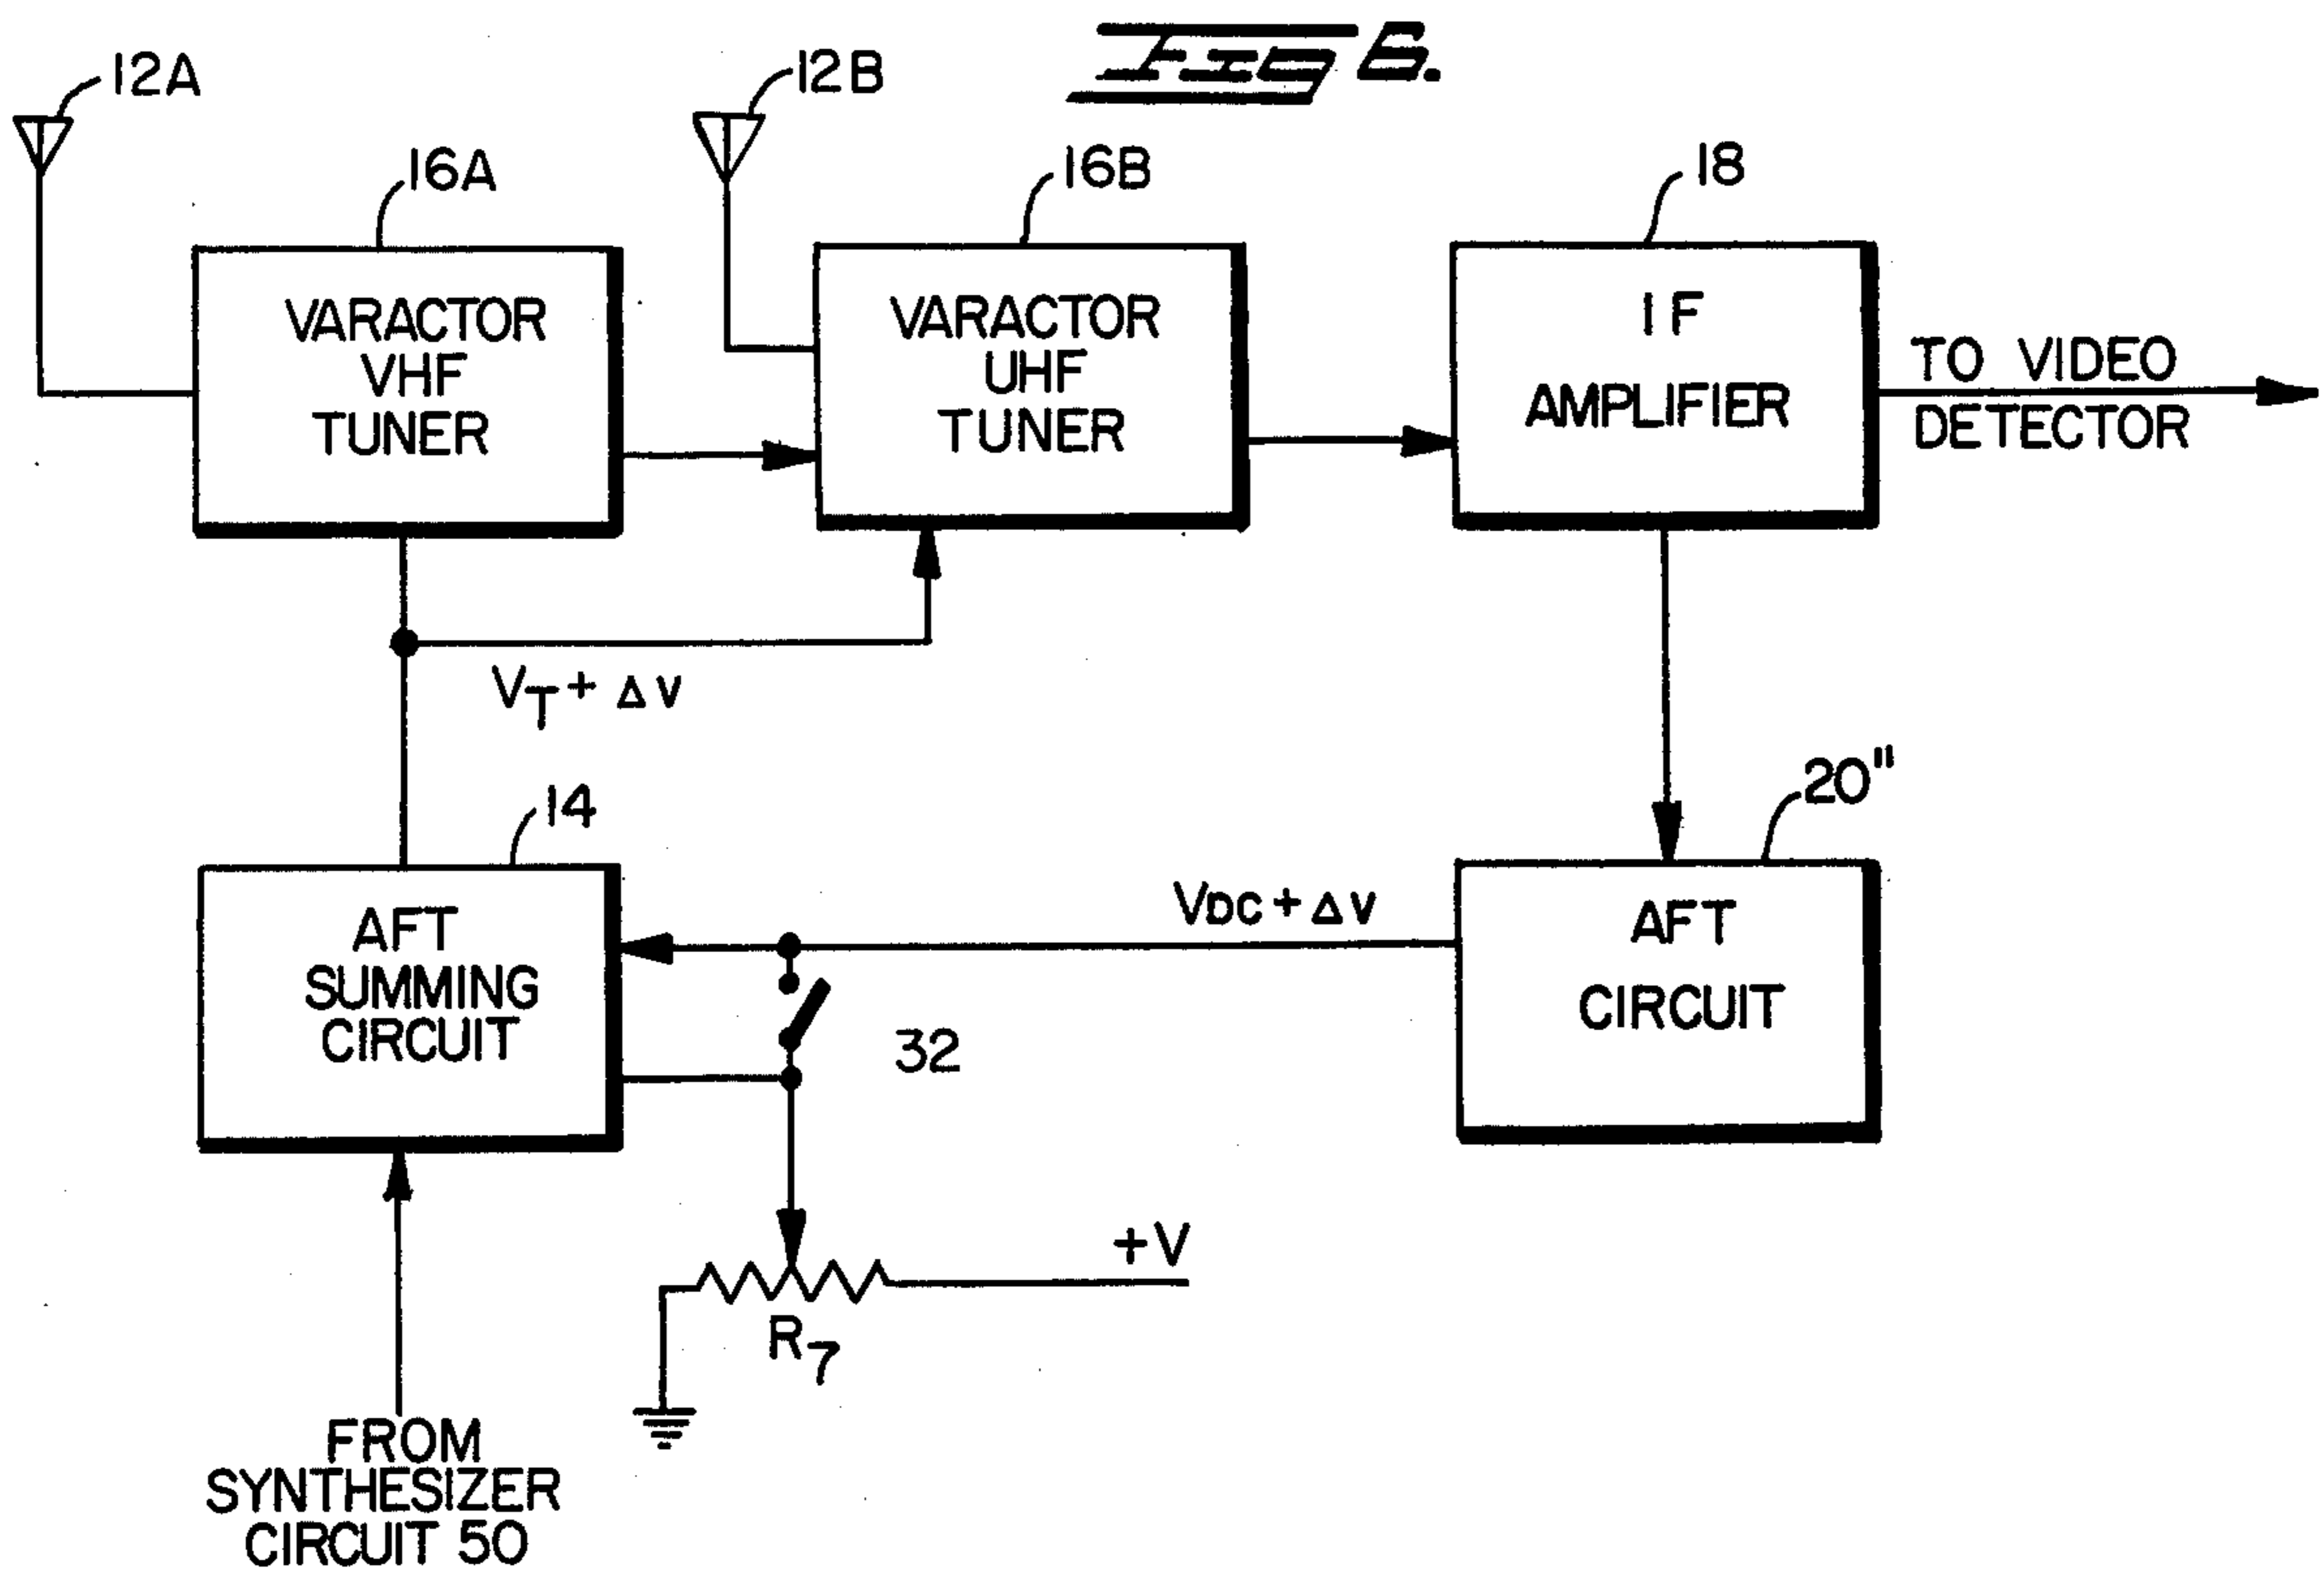 FIG 6.
12A
12B
16A
16B
18
VARACTOR
VHF
TUNER
VARACTOR
UHF
TUNER
IF
AMPLIFIER
TO VIDEO
DETECTOR
VT + Δv
14
20"
AFT
SUMMING
CIRCUIT
VDC + Δv
AFT
CIRCUIT
32
+V
R7
FROM
SYNTHESIZER
CIRCUIT 50